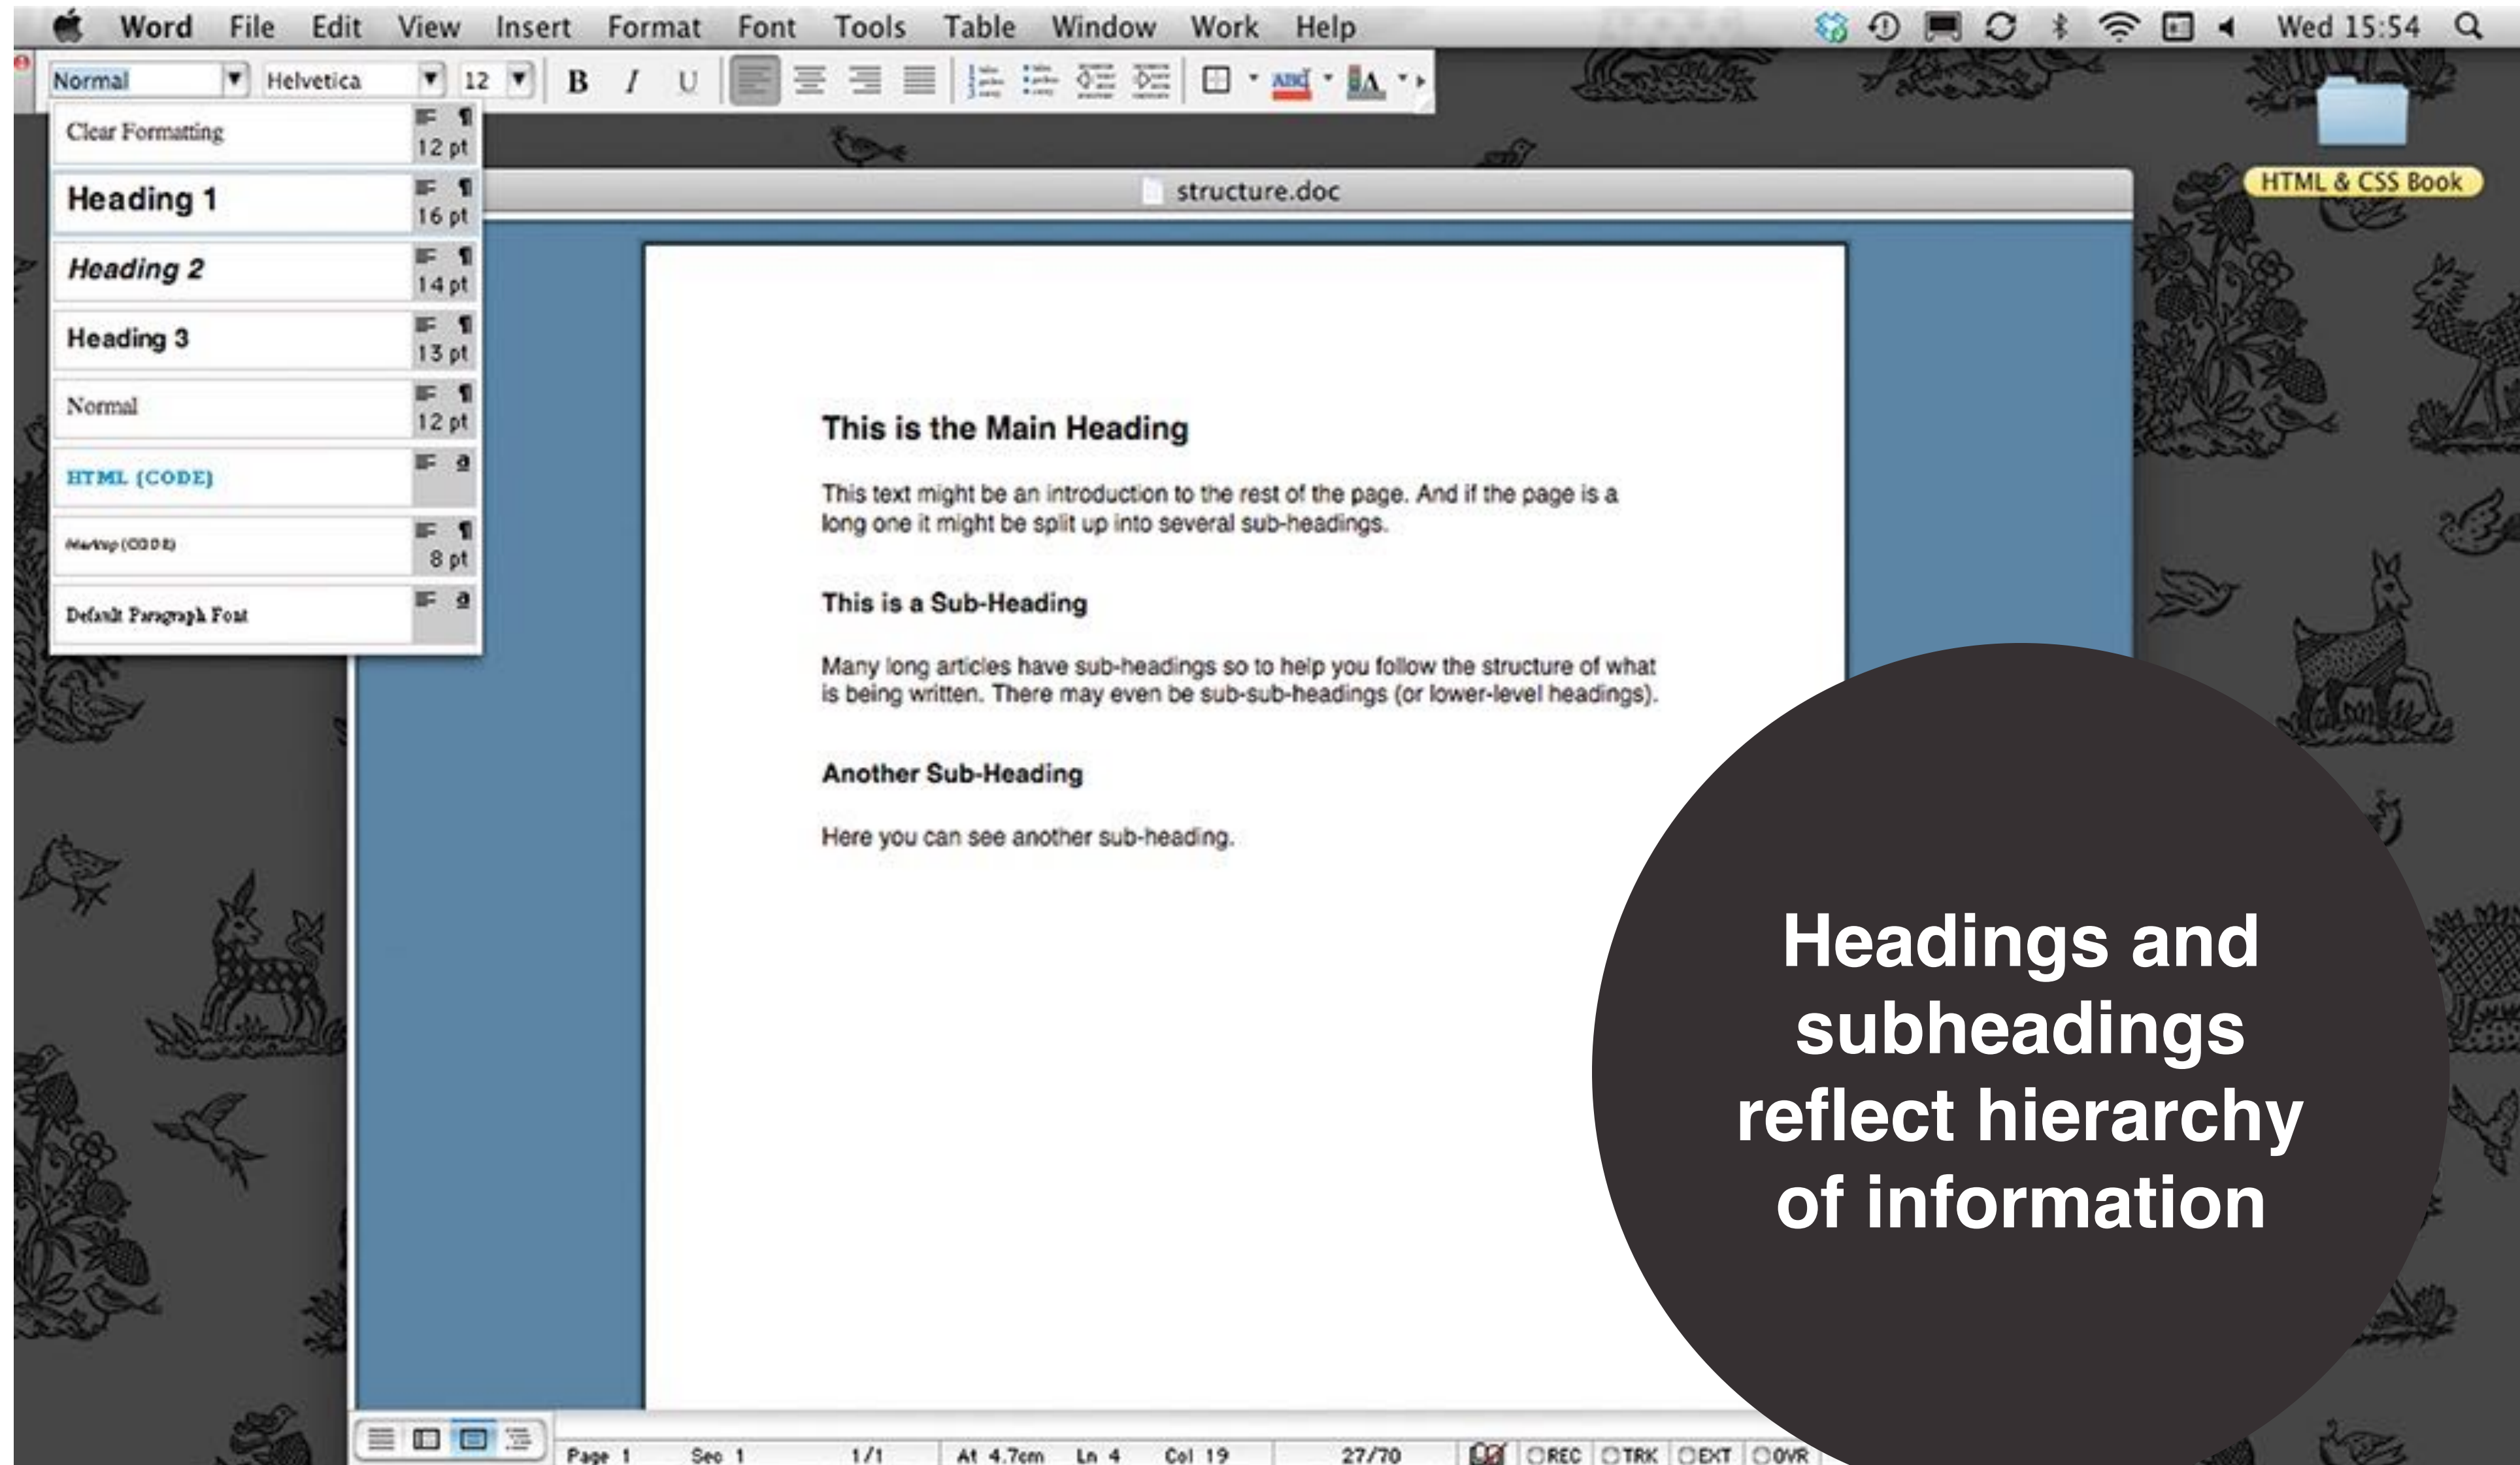 Word File Edit View Insert Format Font Tools Table Window Work Help Wed 15:54
Normal Helvetica 12 B I U ABC A
HTML & CSS Book
Clear Formatting 12 pt
Heading 1 16 pt
Heading 2 14 pt
Heading 3 13 pt
Normal 12 pt
HTML (CODE) a
Markup (CODE) 8 pt
Default Paragraph Font a
structure.doc
This is the Main Heading
This text might be an introduction to the rest of the page. And if the page is a
long one it might be split up into several sub-headings.
This is a Sub-Heading
Many long articles have sub-headings so to help you follow the structure of what
is being written. There may even be sub-sub-headings (or lower-level headings).
Another Sub-Heading
Here you can see another sub-heading.
Headings and
subheadings
reflect hierarchy
of information
Page 1 Sec 1 1/1 At 4.7cm Ln 4 Col 19 27/70 REC TRK EXT OVR